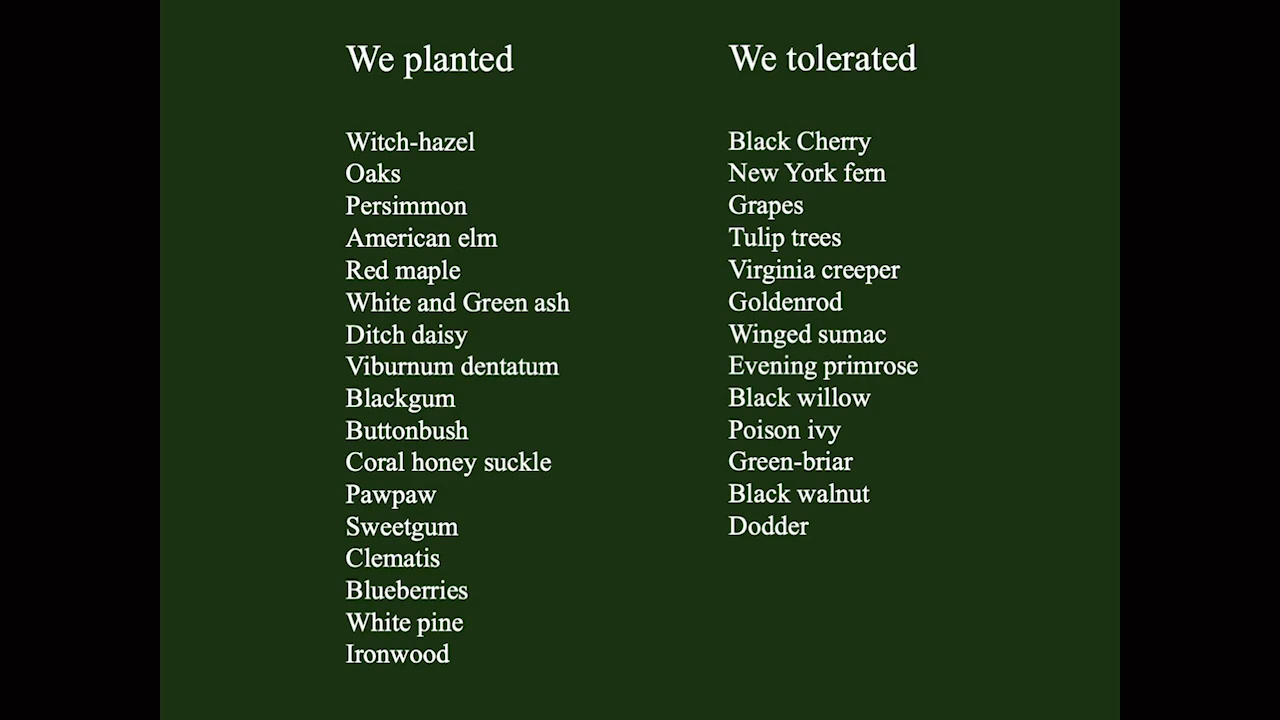 We planted
Witch-hazel
Oaks
Persimmon
American elm
Red maple
White and Green ash
Ditch daisy
Viburnum dentatum
Blackgum
Buttonbush
Coral honey suckle
Pawpaw
Sweetgum
Clematis
Blueberries
White pine
Ironwood
We tolerated
Black Cherry
New York fern
Grapes
Tulip trees
Virginia creeper
Goldenrod
Winged sumac
Evening primrose
Black willow
Poison ivy
Green-briar
Black walnut
Dodder